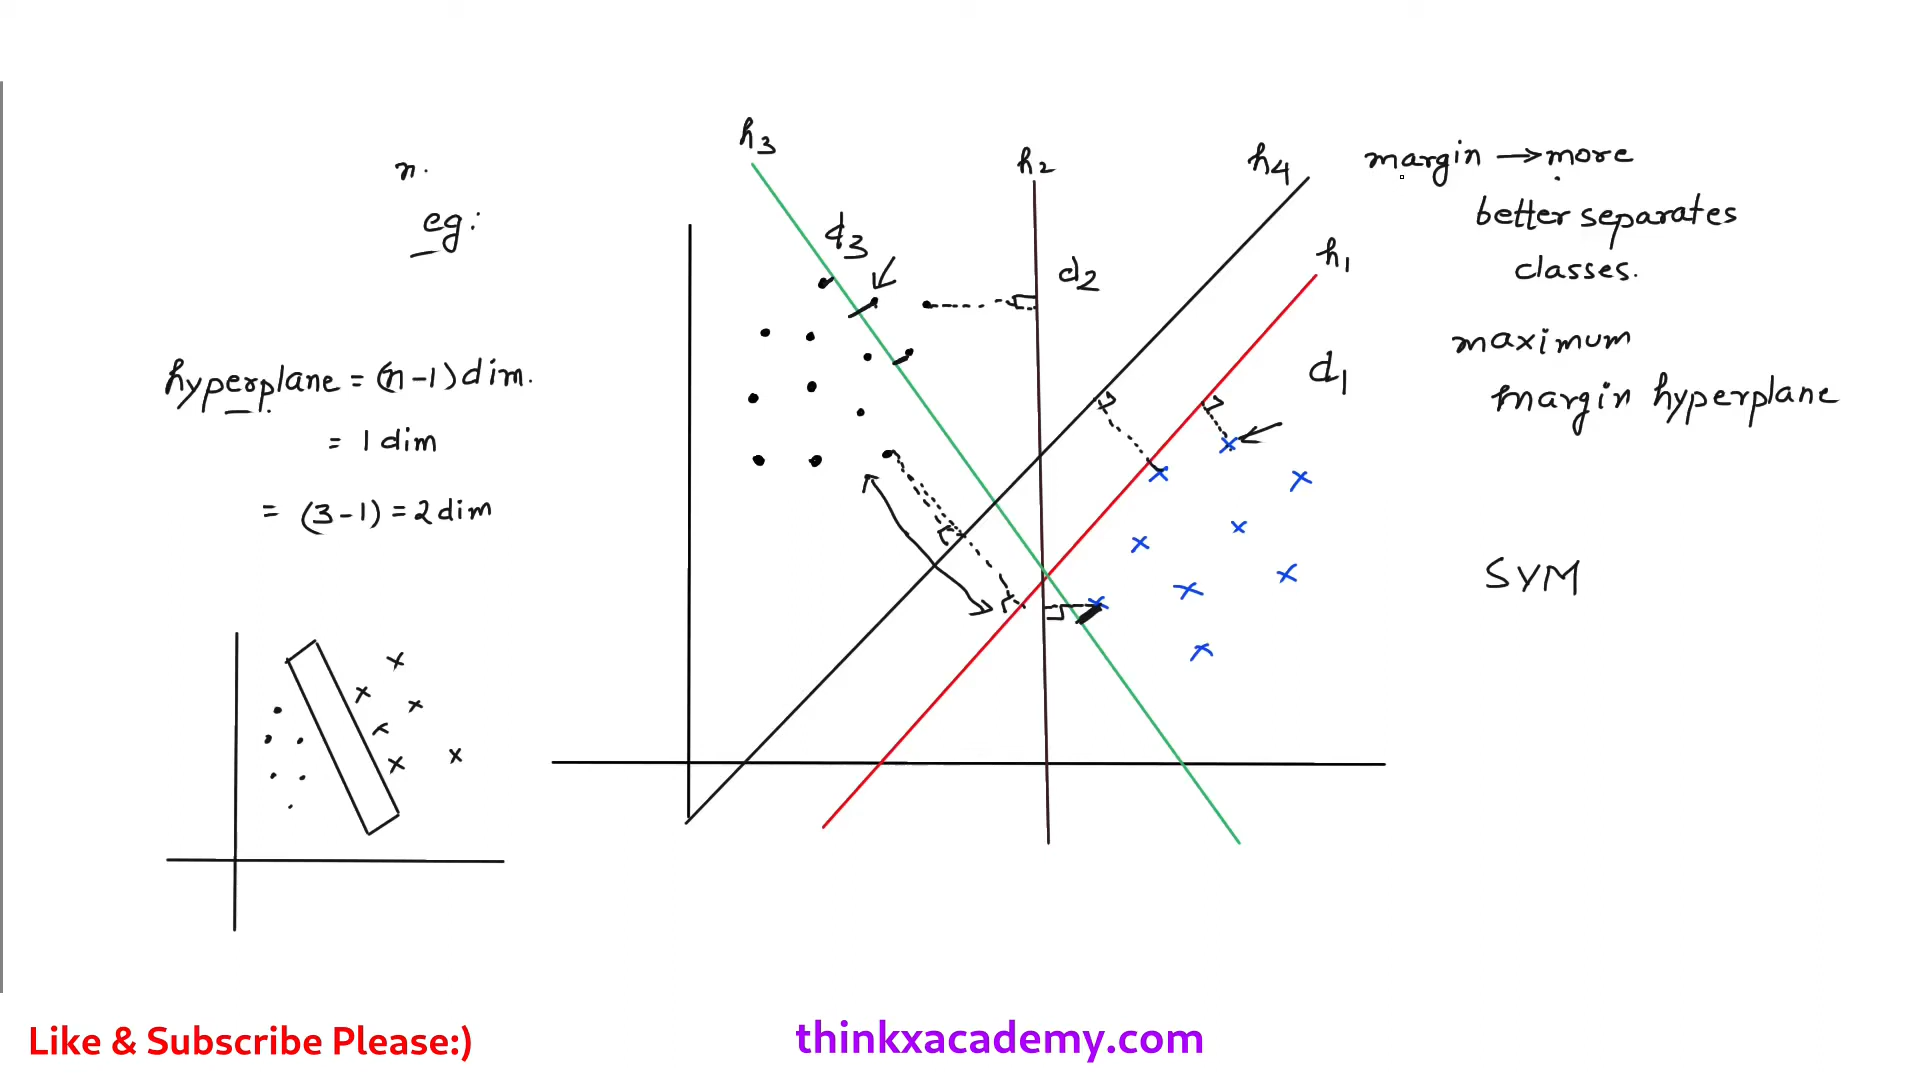 n.
eg:
hyperplane = (n-1) dim.
= 1 dim
= (3-1) = 2 dim
h3
h2
h4
h1
d3
d2
d1
margin → more
better separates
classes.
maximum
margin hyperplane
SVM
Like & Subscribe Please:)
thinkxacademy.com